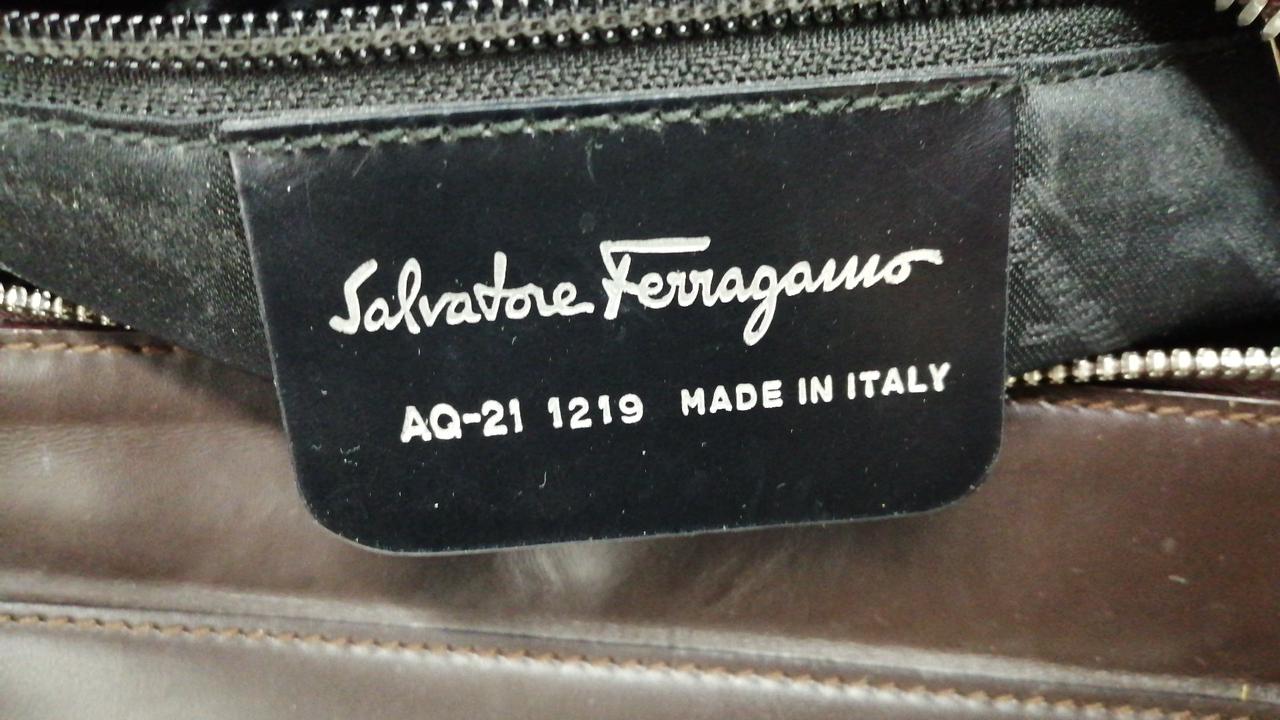 Salvatore Ferragamo
AQ-21 1219 MADE IN ITALY